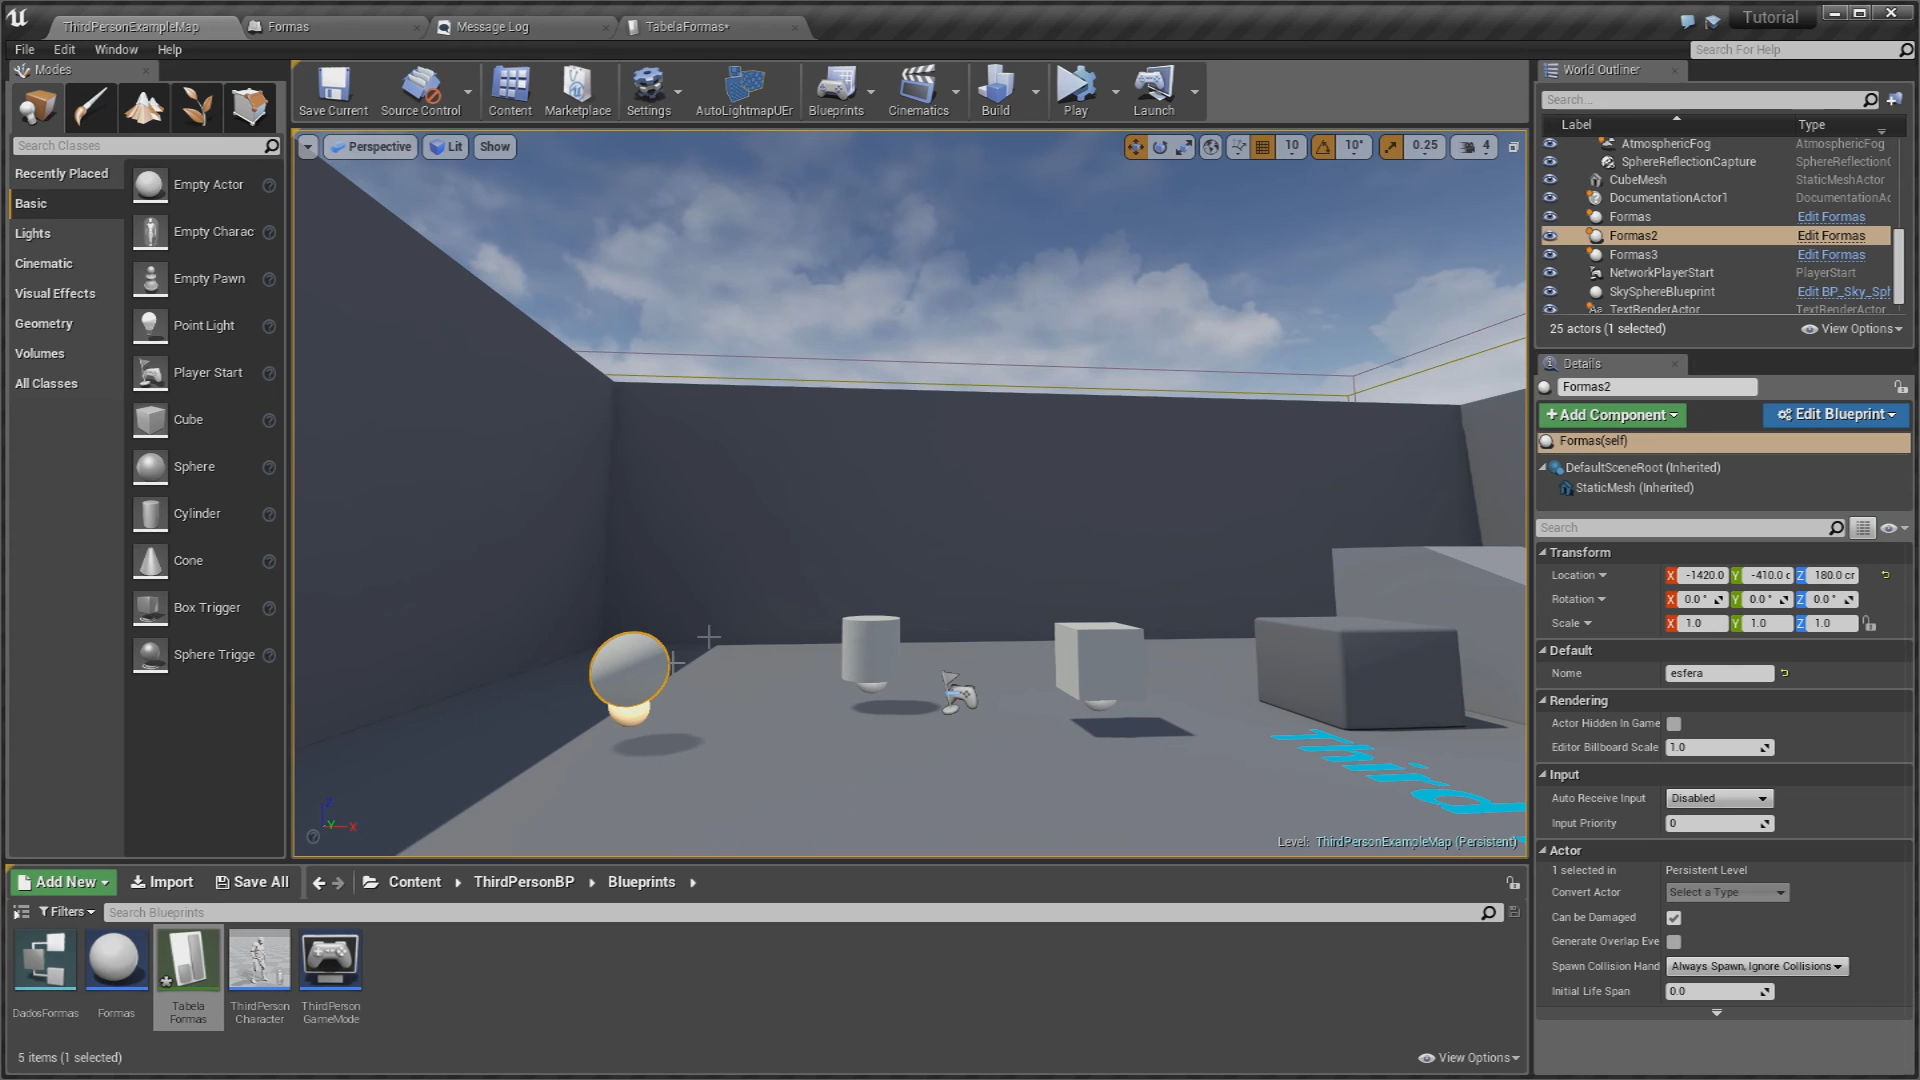 ThirdPersonExampleMap
Formas
Message Log
TabelaFormas*
Tutorial
File
Edit
Window
Help
Search For Help
Modes
Search Classes
Recently Placed
Basic
Lights
Cinematic
Visual Effects
Geometry
Volumes
All Classes
Empty Actor
Empty Charac
Empty Pawn
Point Light
Player Start
Cube
Sphere
Cylinder
Cone
Box Trigger
Sphere Trigge
Save Current
Source Control
Content
Marketplace
Settings
AutoLightmapUEr
Blueprints
Cinematics
Build
Play
Launch
Perspective
Lit
Show
10
10°
0.25
4
Third
Z
Y
X
Level: ThirdPersonExampleMap (Persistent)
World Outliner
Search...
Label
Type
AtmosphericFog
AtmosphericFog
SphereReflectionCapture
SphereReflectionC
CubeMesh
StaticMeshActor
DocumentationActor1
DocumentationAc
Formas
Edit Formas
Formas2
Edit Formas
Formas3
Edit Formas
NetworkPlayerStart
PlayerStart
SkySphereBlueprint
Edit BP_Sky_Sph
TextRenderActor
TextRenderActor
25 actors (1 selected)
View Options
Details
Formas2
+Add Component
Edit Blueprint
Formas(self)
DefaultSceneRoot (Inherited)
StaticMesh (Inherited)
Search
Transform
Location
X -1420.0 Y -410.0 c Z 180.0 cr
Rotation
X 0.0 ° Y 0.0 ° Z 0.0 °
Scale
X 1.0 Y 1.0 Z 1.0
Default
Nome
esfera
Rendering
Actor Hidden In Game
Editor Billboard Scale
1.0
Input
Auto Receive Input
Disabled
Input Priority
0
Actor
1 selected in
Persistent Level
Convert Actor
Select a Type
Can be Damaged
Generate Overlap Eve
Spawn Collision Hand
Always Spawn, Ignore Collisions
Initial Life Span
0.0
Add New
Import
Save All
Content
ThirdPersonBP
Blueprints
Filters
Search Blueprints
DadosFormas
Formas
Tabela
Formas
ThirdPerson
Character
ThirdPerson
GameMode
5 items (1 selected)
View Options